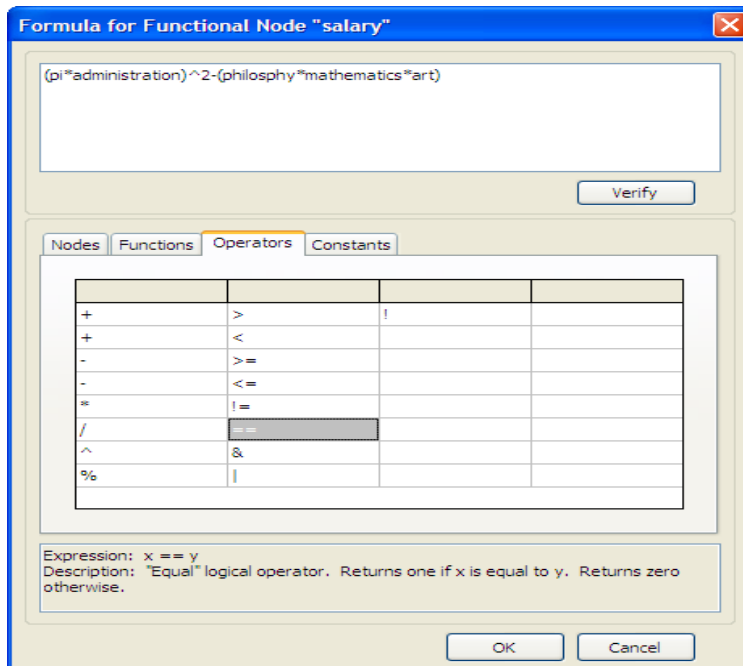 Formula for Functional Node "salary"
(pi*administration)^2-(philosphy*mathematics*art)
Verify
Nodes Functions Operators Constants
+ > !
+ <
- >=
- <=
* !=
/ ==
^ &
% |
Expression: x == y
Description: "Equal" logical operator. Returns one if x is equal to y. Returns zero
otherwise.
OK Cancel